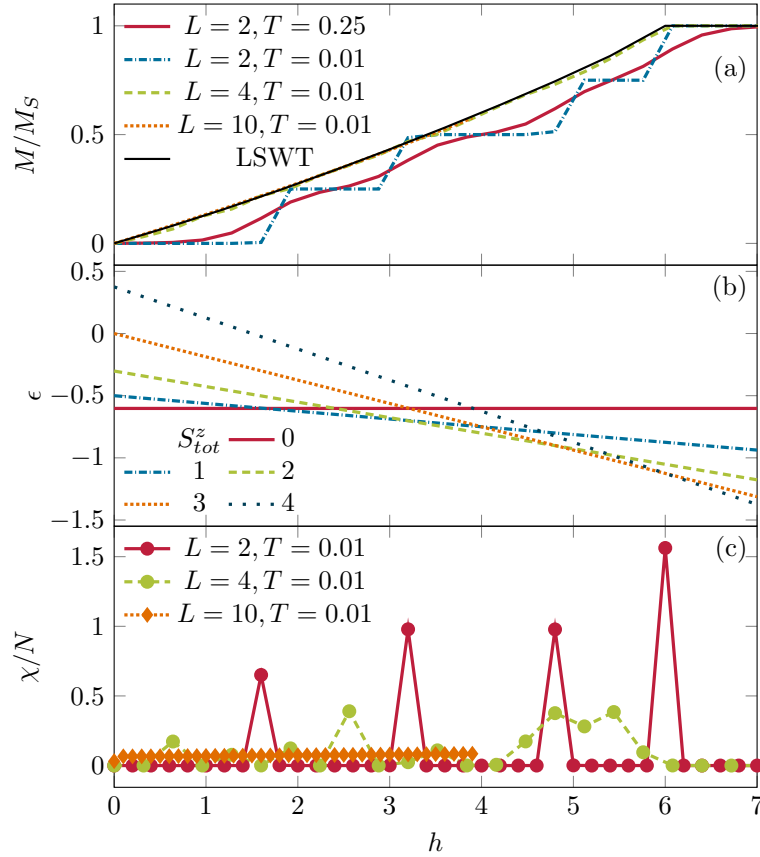 1
0.5
0
M/M_S
L = 2, T = 0.25
L = 2, T = 0.01
L = 4, T = 0.01
L = 10, T = 0.01
LSWT
(a)
0.5
0
−0.5
−1
−1.5
ϵ
(b)
S^z_{tot} 0
1 2
3 4
1.5
1
0.5
0
χ/N
L = 2, T = 0.01
L = 4, T = 0.01
L = 10, T = 0.01
(c)
0 1 2 3 4 5 6 7
h